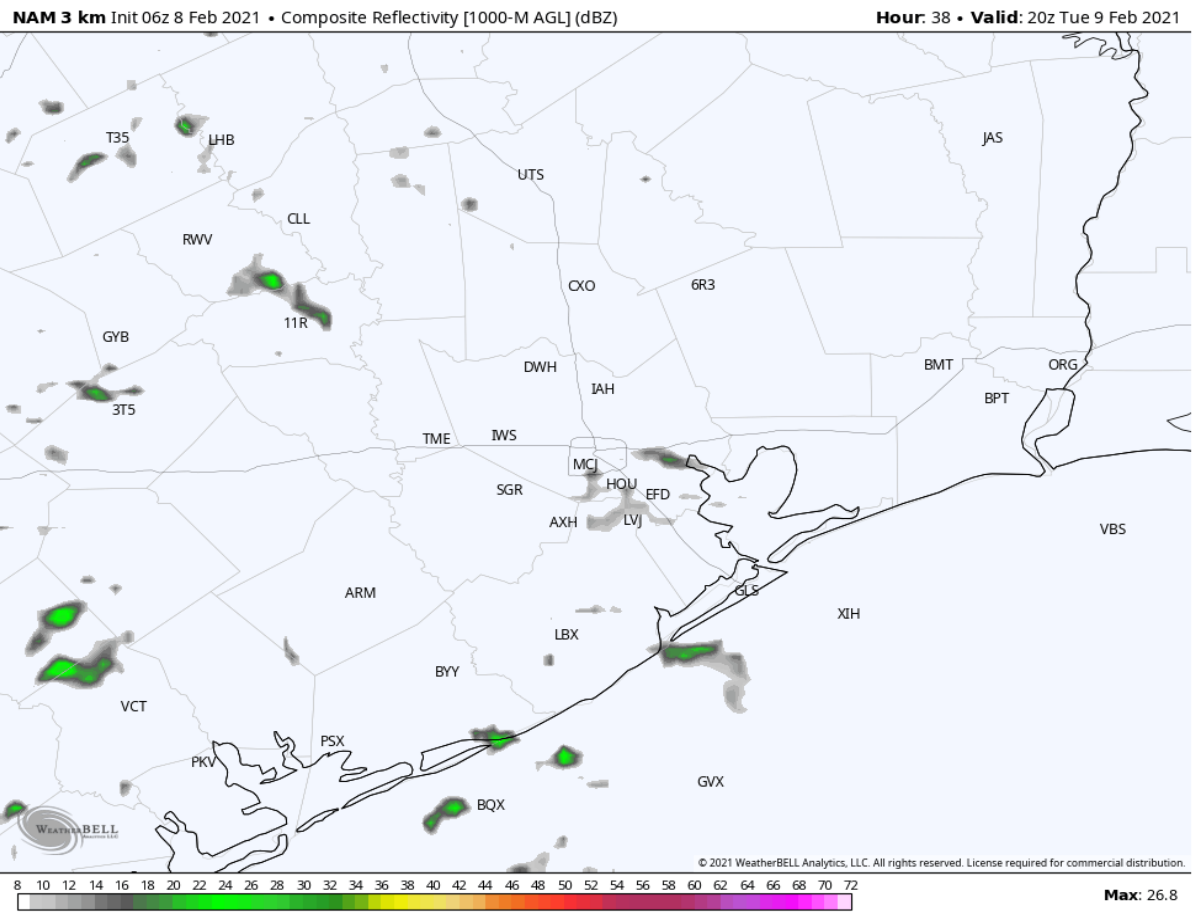 NAM 3 km Init 06z 8 Feb 2021 • Composite Reflectivity [1000-M AGL] (dBZ) Hour: 38 • Valid: 20z Tue 9 Feb 2021
T35 LHB JAS
UTS
CLL
RWV
CXO 6R3
11R
GYB
DWH BMT ORG
IAH
BPT
3T5
TME IWS
MCJ
SGR HOU EFD
AXH LVJ
VBS
ARM GLS
XIH
LBX
BYY
VCT
PSX
PKV
GVX
BQX
WEATHERBELL
ANALYTICS LLC
© 2021 WeatherBELL Analytics, LLC. All rights reserved. License required for commercial distribution.
8 10 12 14 16 18 20 22 24 26 28 30 32 34 36 38 40 42 44 46 48 50 52 54 56 58 60 62 64 66 68 70 72
Max: 26.8